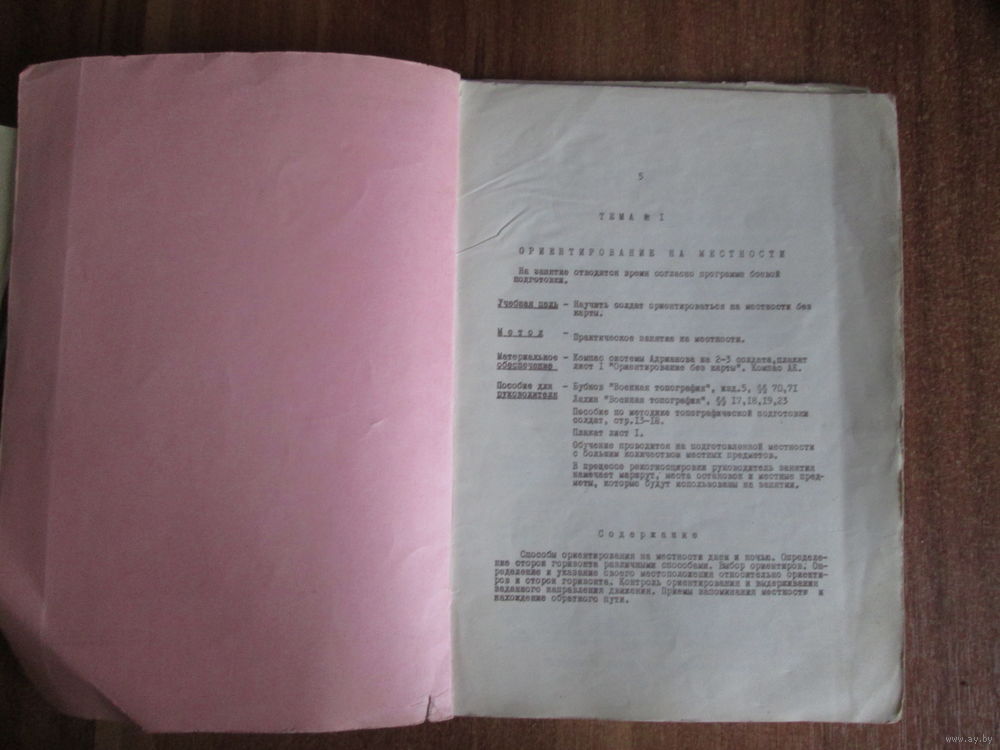 5
ТЕМА № I
ОРИЕНТИРОВАНИЕ НА МЕСТНОСТИ
На занятие отводится время согласно программе боевой
подготовки.
Учебная цель - Научить солдат ориентироваться на местности без
карты.
Метод - Практическое занятие на местности.
Материальное - Компас системы Адрианова на 2-3 солдата,плакат
обеспечение лист I "Ориентирование без карты". Компас АК.
Пособие для - Бубнов "Военная топография", изд.5, §§ 70,71
руководителя
"Военная топография", §§ 17,18,19,23
Пособие по методике топографической подготовки
солдат, стр.13-18.
Плакат лист I.
Обучение проводится на подготовленной местности
с большим количеством местных предметов.
В процессе рекогносцировки руководитель занятия
намечает маршрут, места остановок и местные пред-
меты, которые будут использованы на занятии.
Содержание
Способы ориентирования на местности днем и ночью. Определе-
ние сторон горизонта различными способами. Выбор ориентиров. Оп-
ределение и указание своего местоположения относительно ориенти-
ров и сторон горизонта. Контроль ориентирования и выдерживания
заданного направления движения. Приемы запоминания местности и
нахождение обратного пути.
www.ay.by